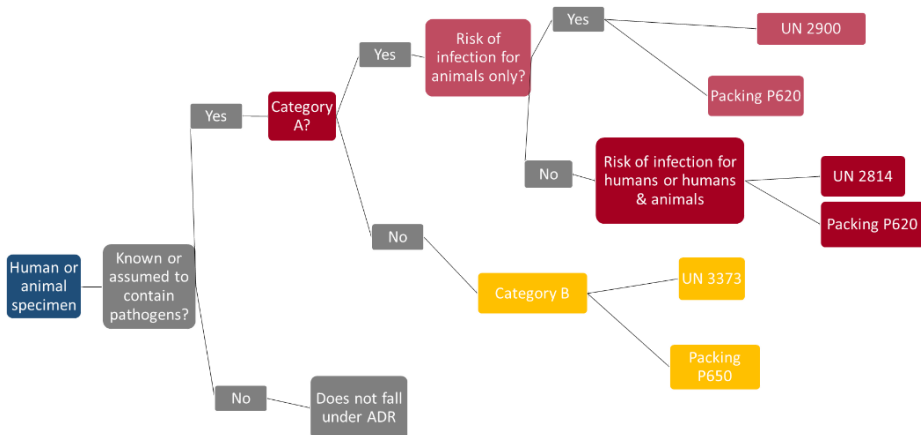 Yes
Risk of
infection for
animals only?
Yes
UN 2900
Packing P620
Yes
Category
A?
No
Risk of infection for
humans or humans
& animals
UN 2814
Packing P620
No
Human or
animal
specimen
Known or
assumed to
contain
pathogens?
Category B
UN 3373
Packing
P650
No
Does not fall
under ADR